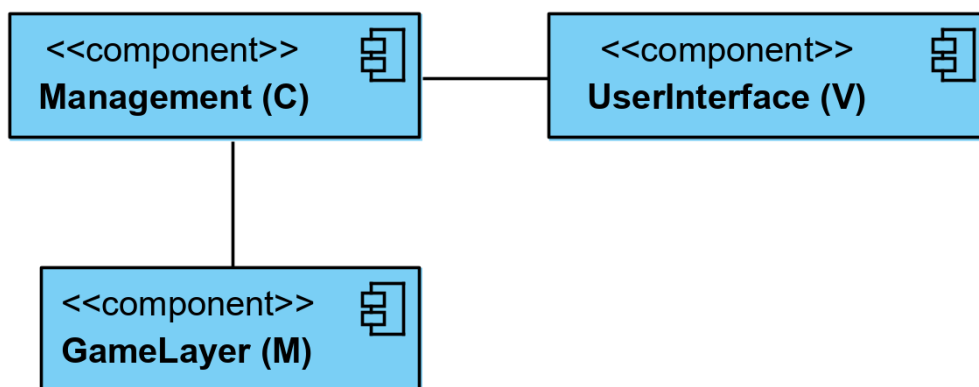 <<component>>
Management (C)
<<component>>
UserInterface (V)
<<component>>
GameLayer (M)